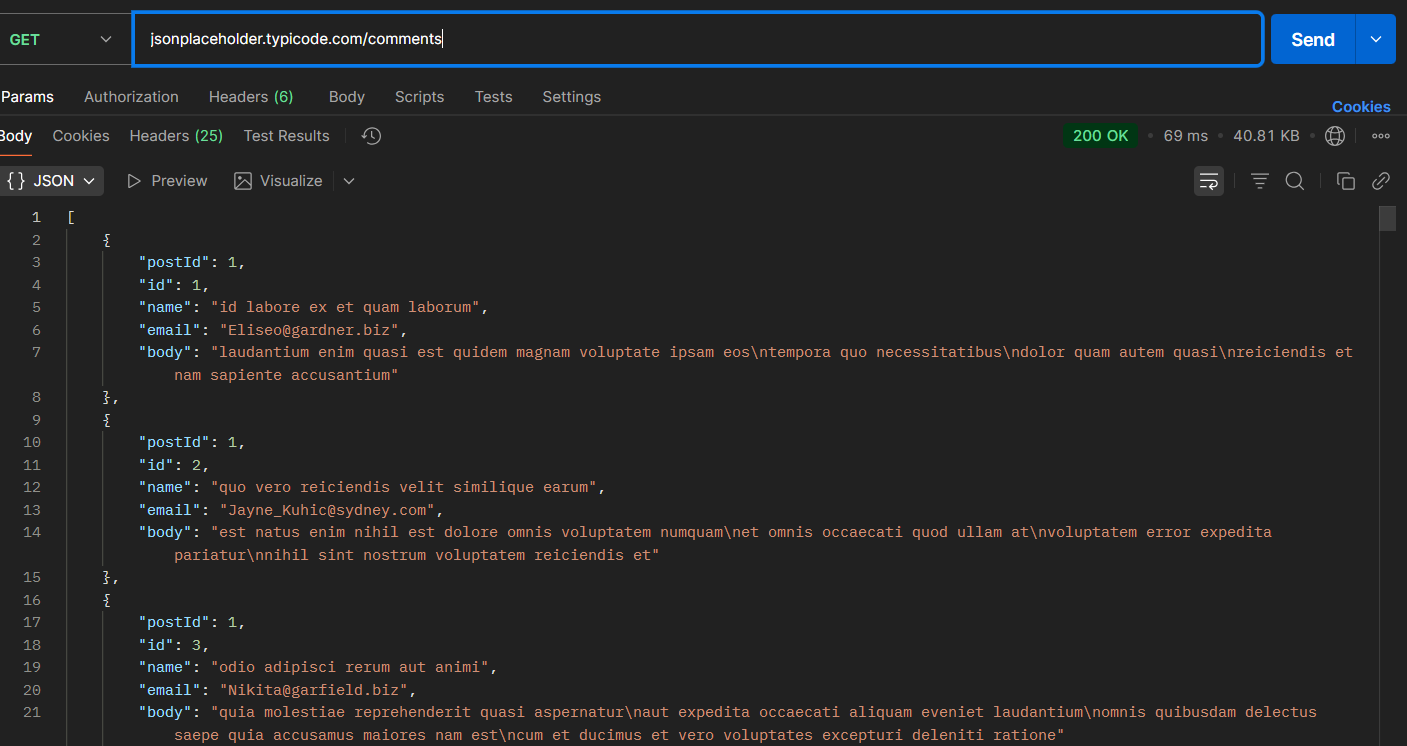 GET jsonplaceholder.typicode.com/comments Send
Params Authorization Headers (6) Body Scripts Tests Settings
Cookies
Body Cookies Headers (25) Test Results 200 OK • 69 ms • 40.81 KB
{} JSON Preview Visualize
1 [
2 {
3 "postId": 1,
4 "id": 1,
5 "name": "id labore ex et quam laborum",
6 "email": "Eliseo@gardner.biz",
7 "body": "laudantium enim quasi est quidem magnam voluptate ipsam eos\ntempora quo necessitatibus\ndolor quam autem quasi\nreiciendis et
nam sapiente accusantium"
8 },
9 {
10 "postId": 1,
11 "id": 2,
12 "name": "quo vero reiciendis velit similique earum",
13 "email": "Jayne_Kuhic@sydney.com",
14 "body": "est natus enim nihil est dolore omnis voluptatem numquam\net omnis occaecati quod ullam at\nvoluptatem error expedita
pariatur\nnihil sint nostrum voluptatem reiciendis et"
15 },
16 {
17 "postId": 1,
18 "id": 3,
19 "name": "odio adipisci rerum aut animi",
20 "email": "Nikita@garfield.biz",
21 "body": "quia molestiae reprehenderit quasi aspernatur\naut expedita occaecati aliquam eveniet laudantium\nomnis quibusdam delectus
saepe quia accusamus maiores nam est\ncum et ducimus et vero voluptates excepturi deleniti ratione"